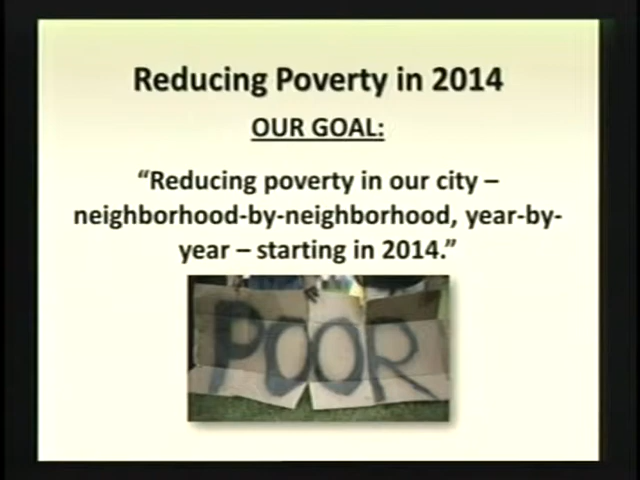 Reducing Poverty in 2014
OUR GOAL:
“Reducing poverty in our city –
neighborhood-by-neighborhood, year-by-
year – starting in 2014.”
POOR